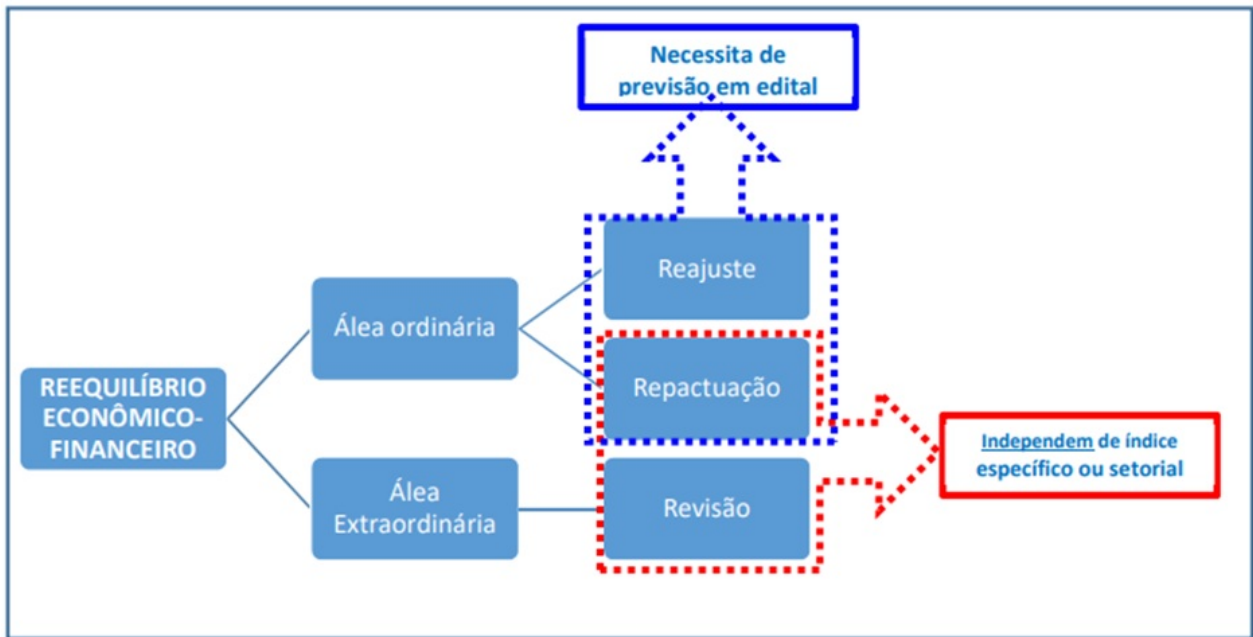 Necessita de
previsão em edital
Reajuste
Álea ordinária
Repactuação
REEQUILÍBRIO
ECONÔMICO-
FINANCEIRO
Independem de índice
específico ou setorial
Álea
Extraordinária
Revisão